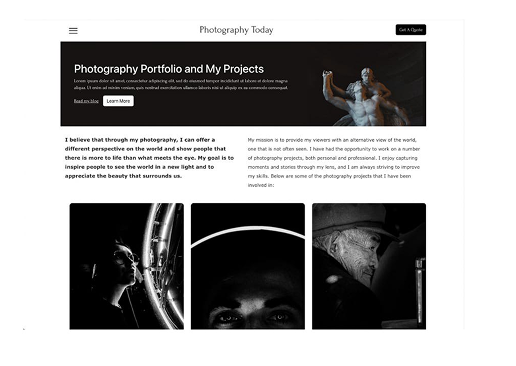 Photography Today
Get A Quote
Photography Portfolio and My Projects
Lorem ipsum dolor sit amet, consectetur adipiscing elit, sed do eiusmod tempor incididunt ut labore et dolore magna
aliqua. Ut enim ad minim veniam, quis nostrud exercitation ullamco laboris nisi ut aliquip ex ea commodo consequat.
Read my blog
Learn More
I believe that through my photography, I can offer a
different perspective on the world and show people that
there is more to life than what meets the eye. My goal is to
inspire people to see the world in a new light and to
appreciate the beauty that surrounds us.
My mission is to provide my viewers with an alternative view of the world,
one that is not often seen. I have had the opportunity to work on a number
of photography projects, both personal and professional. I enjoy capturing
moments and stories through my lens, and I am always striving to improve
my skills. Below are some of the photography projects that I have been
involved in: